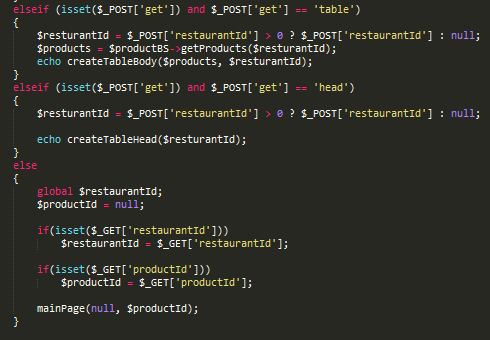 }
elseif (isset($_POST['get']) and $_POST['get'] == 'table')
{
$resturantId = $_POST['restaurantId'] > 0 ? $_POST['restaurantId'] : null;
$products = $productBS->getProducts($resturantId);
echo createTableBody($products, $resturantId);
}
elseif (isset($_POST['get']) and $_POST['get'] == 'head')
{
$resturantId = $_POST['restaurantId'] > 0 ? $_POST['restaurantId'] : null;
echo createTableHead($resturantId);
}
else
{
global $restaurantId;
$productId = null;
if(isset($_GET['restaurantId']))
$restaurantId = $_GET['restaurantId'];
if(isset($_GET['productId']))
$productId = $_GET['productId'];
mainPage(null, $productId);
}